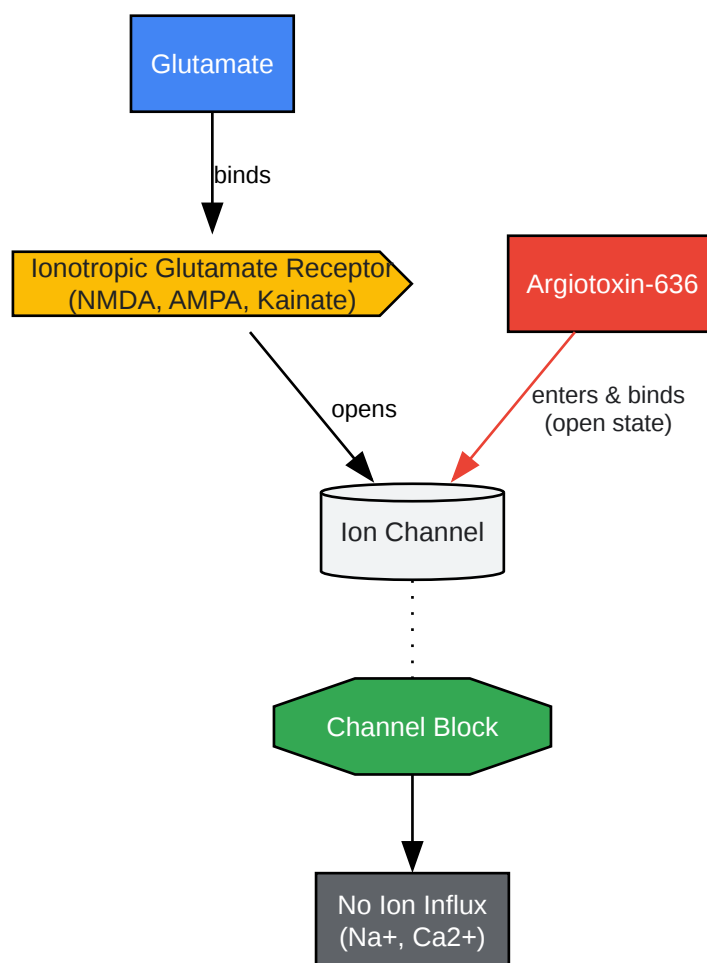 Glutamate
binds
Ionotropic Glutamate Receptor
(NMDA, AMPA, Kainate)
Argiotoxin-636
opens
enters & binds
(open state)
Ion Channel
Channel Block
No Ion Influx
(Na+, Ca2+)